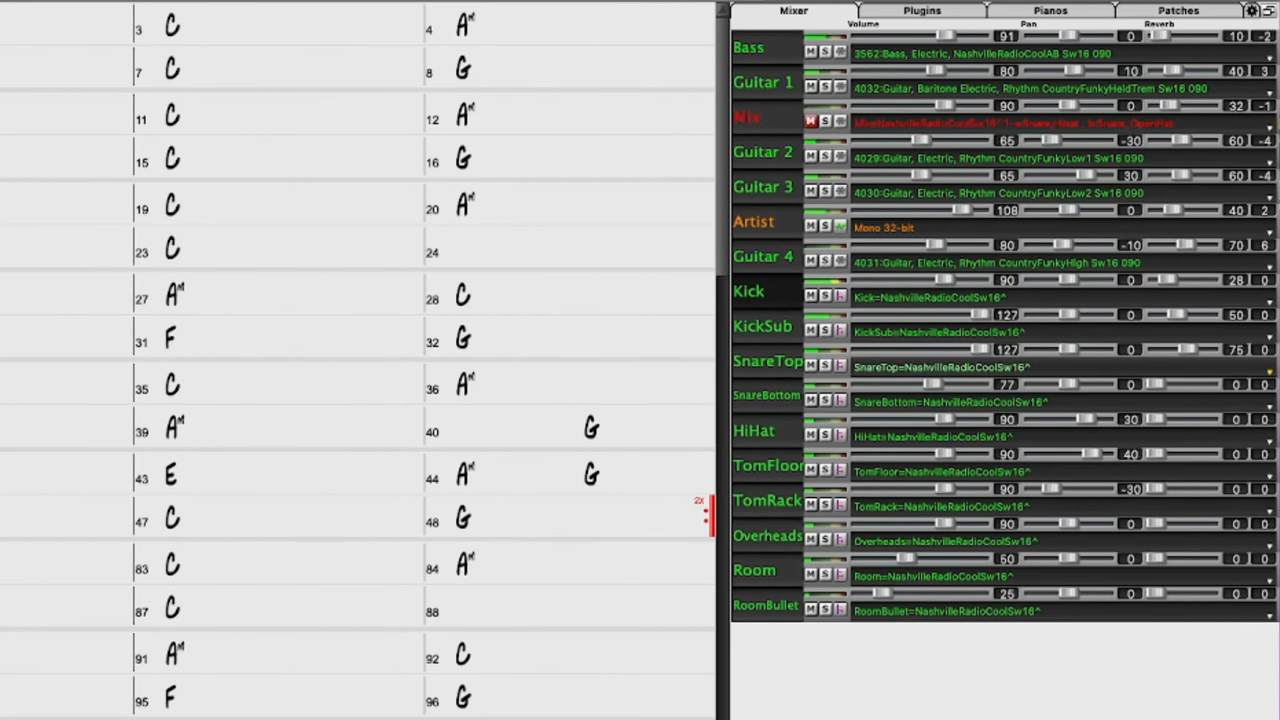 3 C 4 Am
7 C 8 G
11 C 12 Am
15 C 16 G
19 C 20 Am
23 C 24
27 Am 28 C
31 F 32 G
35 C 36 Am
39 Am 40 G
43 E 44 Am G
2X
47 C 48 G
83 C 84 Am
87 C 88
91 Am 92 C
95 F 96 G
Mixer Plugins Pianos Patches
Volume Pan Reverb
Bass M S 91 0 10 -2
3562:Bass, Electric, NashvilleRadioCoolAB Sw16 090
Guitar 1 M S 80 10 40 3
4032:Guitar, Baritone Electric, Rhythm CountryFunkyHeldTrem Sw16 090
Mix M S 90 0 32 -1
Guitar 2 M S 65 -30 60 -4
4029:Guitar, Electric, Rhythm CountryFunkyLow1 Sw16 090
Guitar 3 M S 65 30 60 -4
4030:Guitar, Electric, Rhythm CountryFunkyLow2 Sw16 090
Artist M S 108 0 40 2
Mono 32-bit
Guitar 4 M S 80 -10 70 6
4031:Guitar, Electric, Rhythm CountryFunkyHigh Sw16 090
Kick M S 90 0 28 0
Kick=NashvilleRadioCoolSw16^
KickSub M S 127 0 50 0
KickSub=NashvilleRadioCoolSw16^
SnareTop M S 127 0 75 0
SnareTop=NashvilleRadioCoolSw16^
SnareBottom M S 77 0 0 0
SnareBottom=NashvilleRadioCoolSw16^
HiHat M S 90 30 0 0
HiHat=NashvilleRadioCoolSw16^
TomFloor M S 90 40 0 0
TomFloor=NashvilleRadioCoolSw16^
TomRack M S 90 -30 0 0
TomRack=NashvilleRadioCoolSw16^
Overheads M S 90 0 0 0
Overheads=NashvilleRadioCoolSw16^
Room M S 50 0 0 0
Room=NashvilleRadioCoolSw16^
RoomBullet M S 25 0 0 0
RoomBullet=NashvilleRadioCoolSw16^